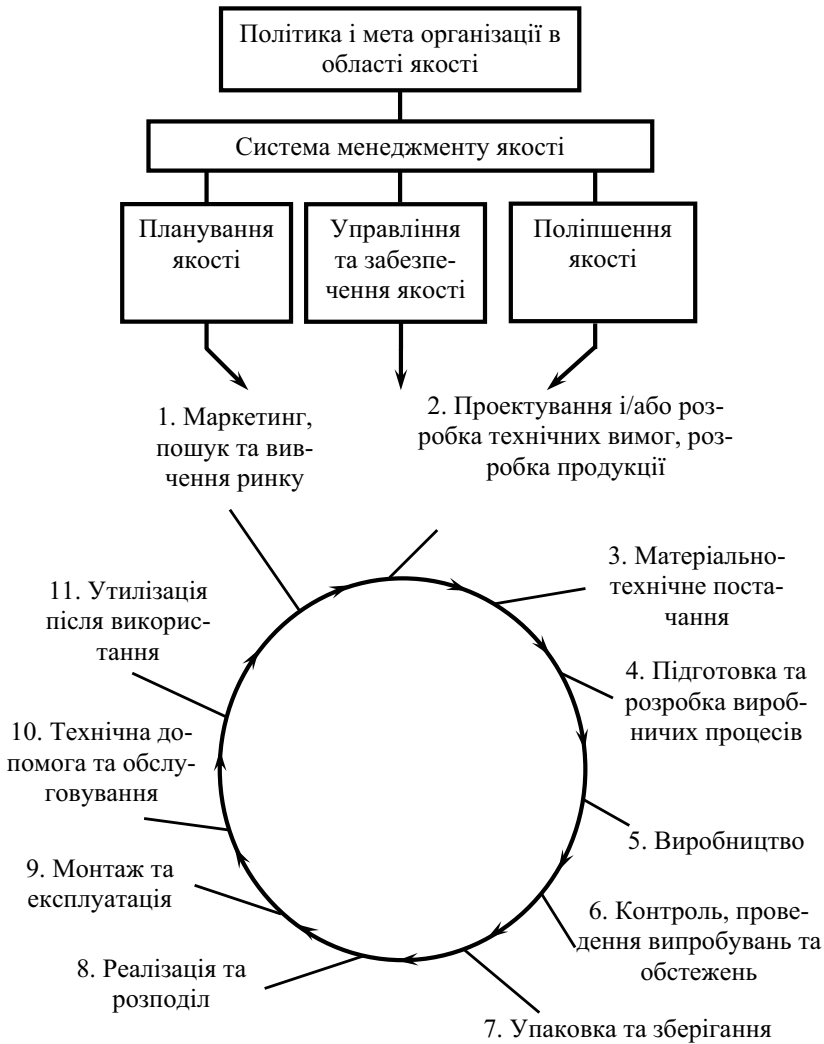 Політика і мета організації в
області якості
Система менеджменту якості
Планування
якості
Управління
та забезпе-
чення якості
Поліпшення
якості
1. Маркетинг,
пошук та вив-
чення ринку
2. Проектування і/або роз-
робка технічних вимог, роз-
робка продукції
3. Матеріально-
технічне поста-
чання
4. Підготовка та
розробка вироб-
ничих процесів
5. Виробництво
6. Контроль, прове-
дення випробувань та
обстежень
7. Упаковка та зберігання
8. Реалізація та
розподіл
9. Монтаж та
експлуатація
10. Технічна до-
помога та обслу-
говування
11. Утилізація
після викорис-
тання